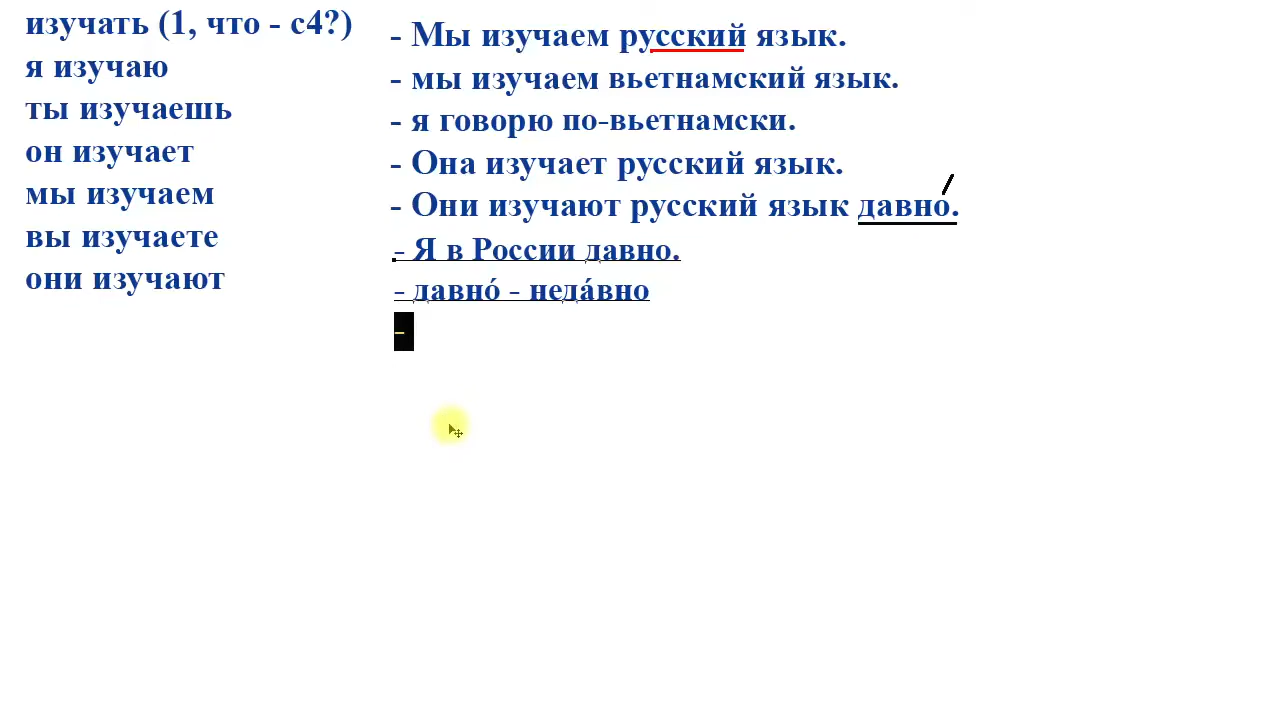 изучать (1, что - с4?)
я изучаю
ты изучаешь
он изучает
мы изучаем
вы изучаете
они изучают
- Мы изучаем русский язык.
- мы изучаем вьетнамский язык.
- я говорю по-вьетнамски.
- Она изучает русский язык.
- Они изучают русский язык давно.
- Я в России давно.
- давно́ - неда́вно
-